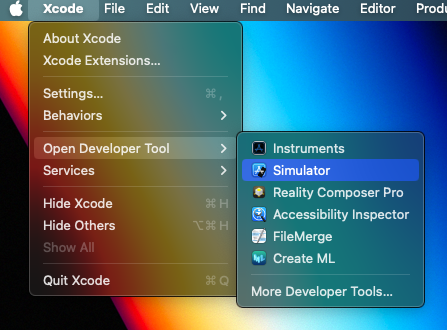 Xcode File Edit View Find Navigate Editor
About Xcode
Xcode Extensions...
Settings... ⌘ ,
Behaviors
Open Developer Tool
Services
Hide Xcode ⌘ H
Hide Others ⌥⌘ H
Show All
Quit Xcode ⌘ Q
Instruments
Simulator
Reality Composer Pro
Accessibility Inspector
FileMerge
Create ML
More Developer Tools...